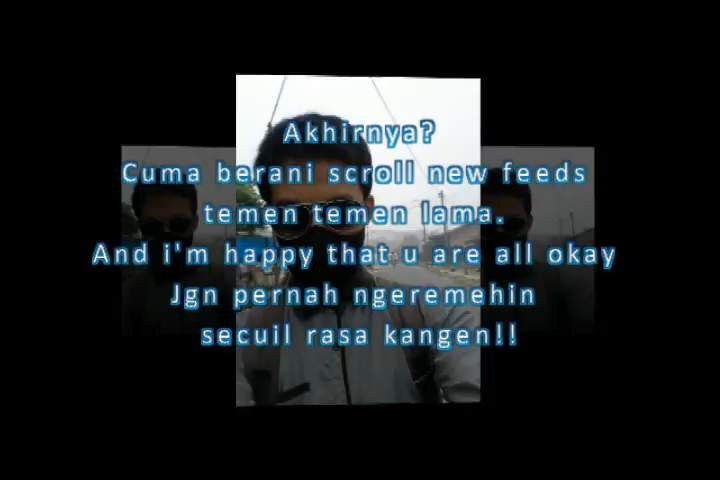 Akhirnya?
Cuma berani scroll new feeds
temen temen lama.
And i'm happy that u are all okay
Jgn pernah ngeremehin
secuil rasa kangen!!